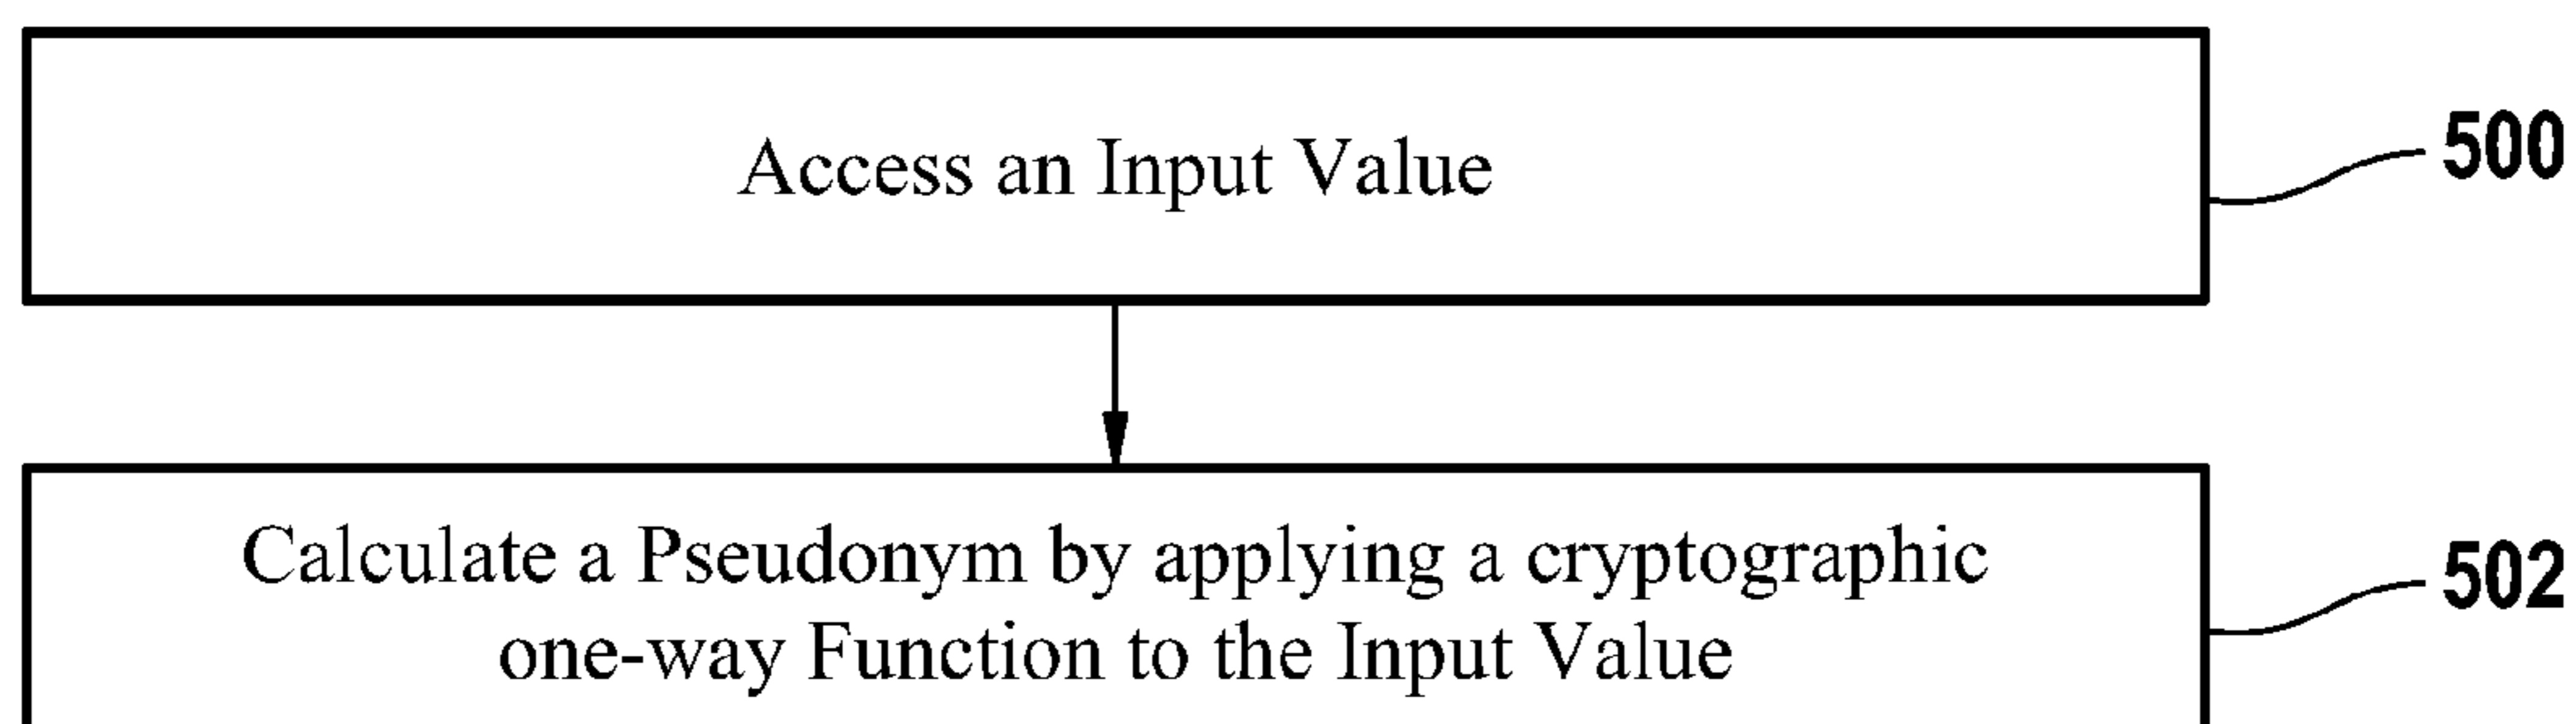 Access an Input Value
500
Calculate a Pseudonym by applying a cryptographic
one-way Function to the Input Value
502